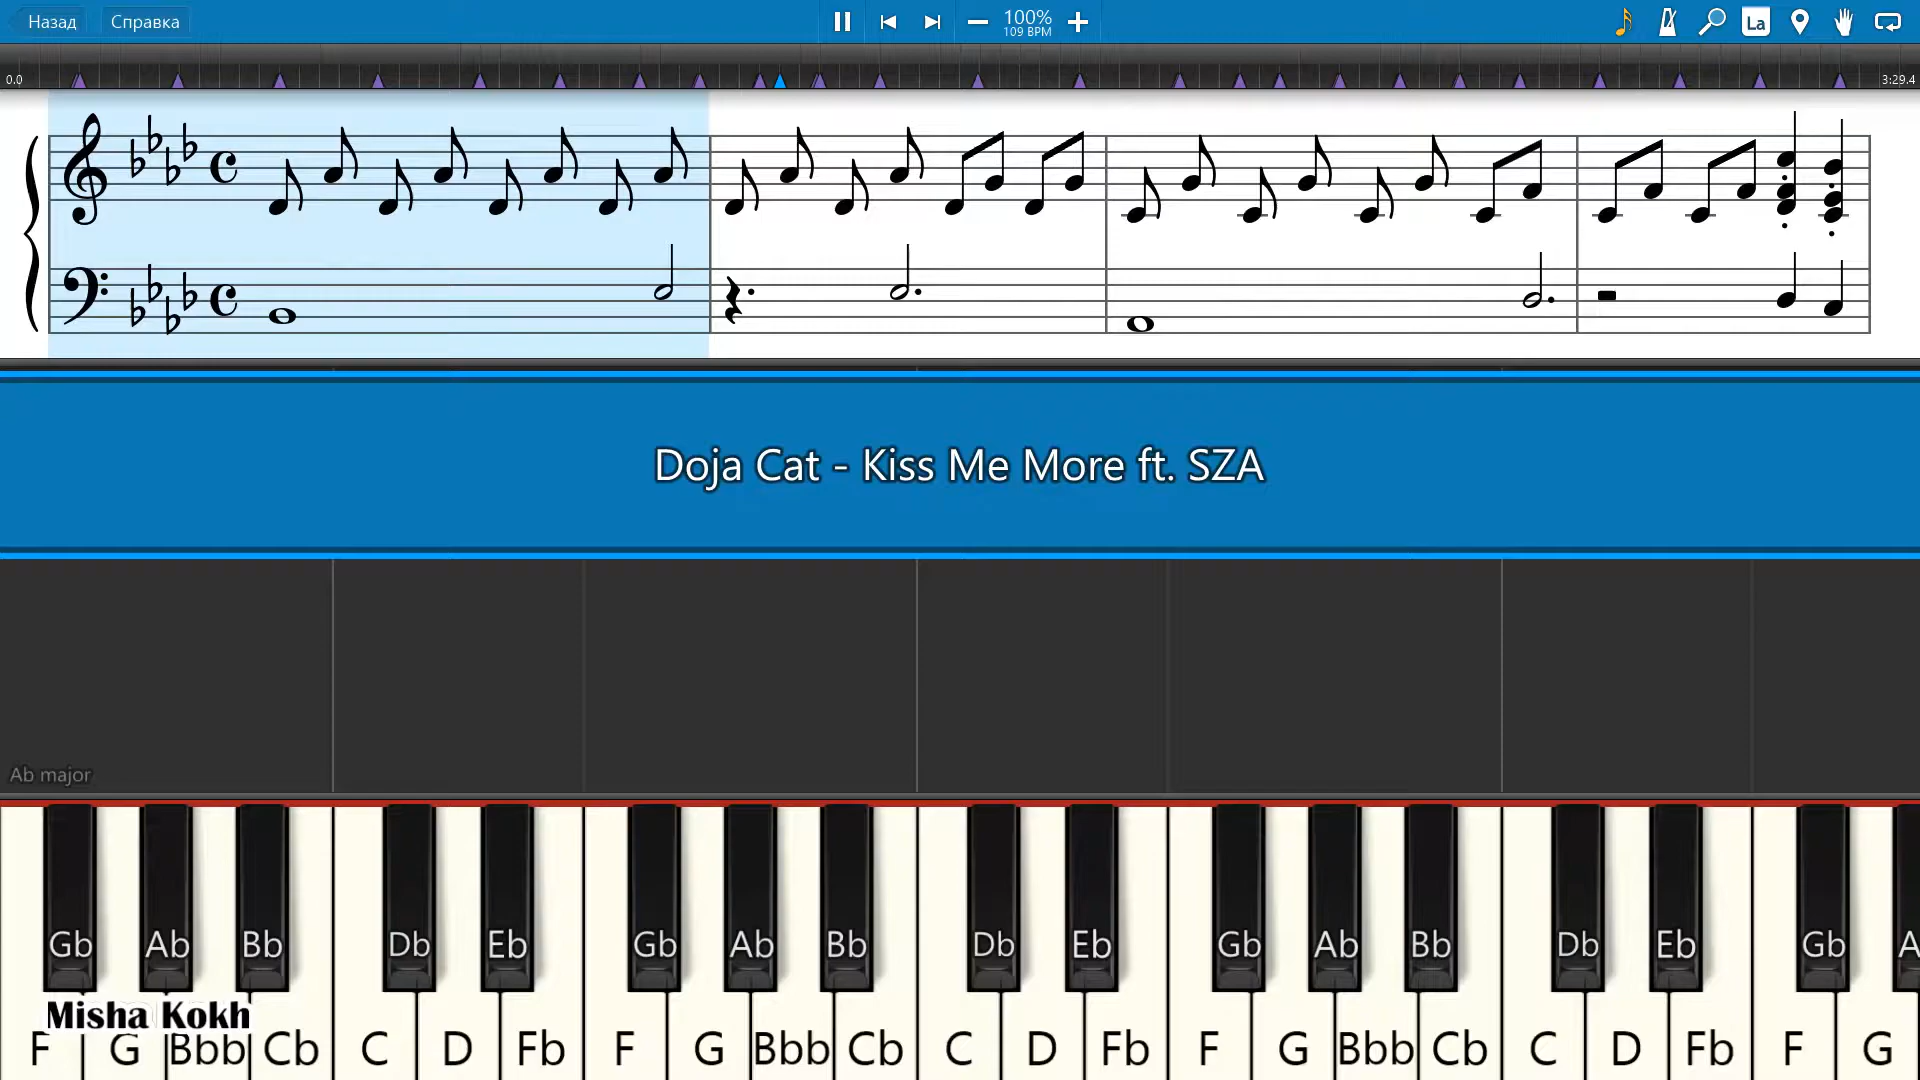 Назад Справка 100% La
109 BPM
0.0 3:29.4
Doja Cat - Kiss Me More ft. SZA
Ab major
Gb Ab Bb Db Eb Gb Ab Bb Db Eb Gb Ab Bb Db Eb Gb A
Misha Kokh
F G Bbb Cb C D Fb F G Bbb Cb C D Fb F G Bbb Cb C D Fb F G